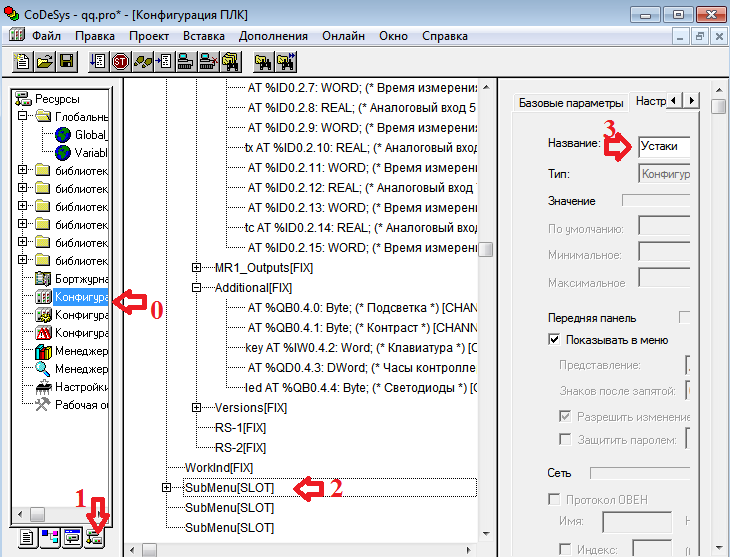 CoDeSys - qq.pro* - [Конфигурация ПЛК]
Файл Правка Проект Вставка Дополнения Онлайн Окно Справка
Ресурсы
Глобальны
Global_
Variabl
библиотек
библиотек
библиотек
библиотек
библиотек
библиотек
Бортжурна
Конфигура
Конфигура
Конфигура
Менеджер
Менеджер
Настройки
Рабочая о
0
1
AT %ID0.2.7: WORD; (* Время измерения
AT %ID0.2.8: REAL; (* Аналоговый вход 5
AT %ID0.2.9: WORD; (* Время измерения
tx AT %ID0.2.10: REAL; (* Аналоговый вход
AT %ID0.2.11: WORD; (* Время измерени
AT %ID0.2.12: REAL; (* Аналоговый вход
AT %ID0.2.13: WORD; (* Время измерени
tc AT %ID0.2.14: REAL; (* Аналоговый вход
AT %ID0.2.15: WORD; (* Время измерени
MR1_Outputs[FIX]
Additional[FIX]
AT %QB0.4.0: Byte; (* Подсветка *) [CHANN
AT %QB0.4.1: Byte; (* Контраст *) [CHANNE
key AT %IW0.4.2: Word; (* Клавиатура *) [C
AT %QD0.4.3: DWord; (* Часы контролле
led AT %QB0.4.4: Byte; (* Светодиоды *) [C
Versions[FIX]
RS-1[FIX]
RS-2[FIX]
WorkInd[FIX]
SubMenu[SLOT]
2
SubMenu[SLOT]
SubMenu[SLOT]
Базовые параметры Настр
3
Название: Устаки
Тип: Конфигур
Значение
По умолчанию:
Минимальное:
Максимальное
Передняя панель
Показывать в меню
Представление:
Знаков после запятой:
Разрешить изменение
Защитить паролем:
Сеть
Протокол ОВЕН
Имя:
Индекс: